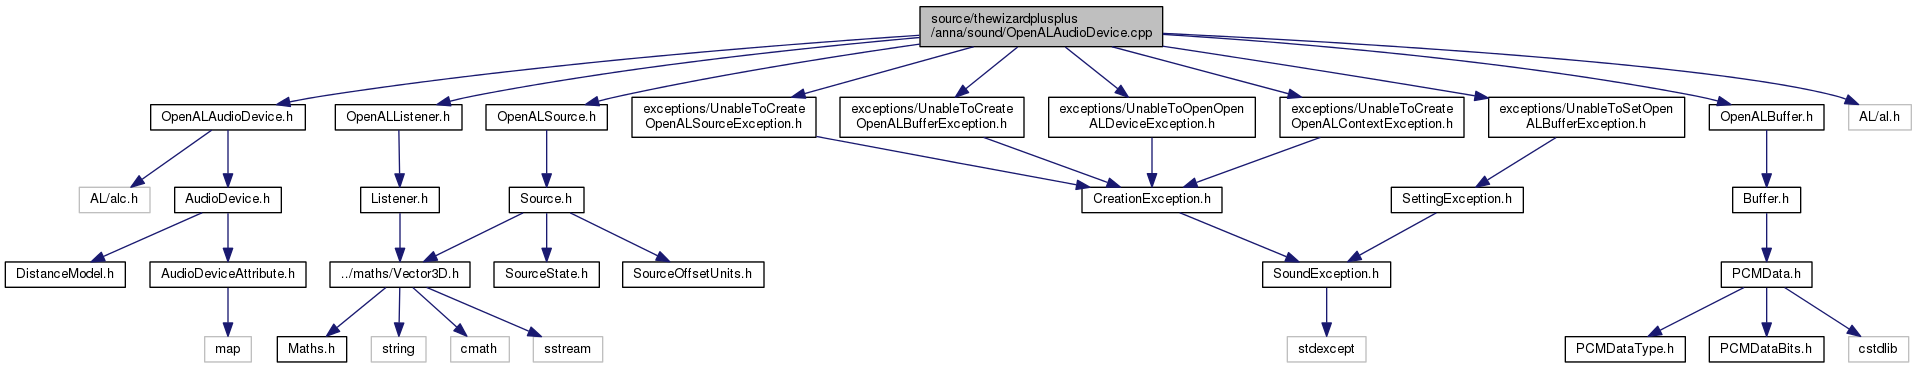 source/thewizardplusplus
/anna/sound/OpenALAudioDevice.cpp
OpenALAudioDevice.h
OpenALListener.h
OpenALSource.h
exceptions/UnableToCreate
OpenALSourceException.h
exceptions/UnableToCreate
OpenALBufferException.h
exceptions/UnableToOpenOpen
ALDeviceException.h
exceptions/UnableToCreate
OpenALContextException.h
exceptions/UnableToSetOpen
ALBufferException.h
OpenALBuffer.h
AL/al.h
AL/alc.h
AudioDevice.h
Listener.h
Source.h
CreationException.h
SettingException.h
Buffer.h
DistanceModel.h
AudioDeviceAttribute.h
../maths/Vector3D.h
SourceState.h
SourceOffsetUnits.h
SoundException.h
PCMData.h
map
Maths.h
string
cmath
sstream
stdexcept
PCMDataType.h
PCMDataBits.h
cstdlib